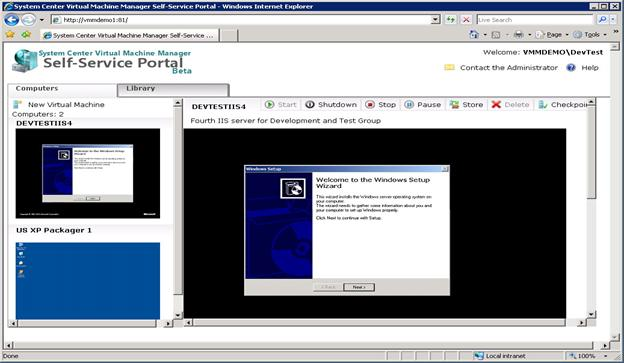 System Center Virtual Machine Manager Self-Service Portal - Windows Internet Explorer
http://vmmdemo1:81/
Live Search
System Center Virtual Machine Manager Self-Service ...
Page
Tools
System Center Virtual Machine Manager
Self-Service Portal
Beta
Welcome: VMMDEMO\DevTest
Contact the Administrator
Help
Computers
Library
New Virtual Machine
Computers: 2
DEVTESTIIS4
DEVTESTIIS4
Start
Shutdown
Stop
Pause
Store
Delete
Checkpoin
Fourth IIS server for Development and Test Group
Windows Setup
Welcome to the Windows Setup
Wizard
This wizard installs the Windows server operating system on
your computer.
The wizard needs to gather some information about you and
your computer to set up Windows properly.
Click Next to continue with Setup.
< Back
Next >
US XP Packager 1
Done
Local intranet
100%